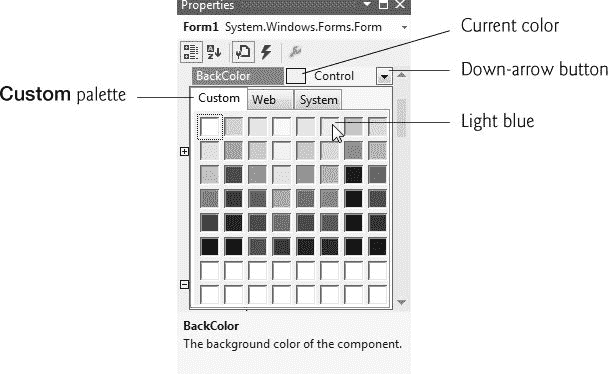 Properties
Form1 System.Windows.Forms.Form
Current color
BackColor
Control
Down-arrow button
Custom palette
Custom
Web
System
Light blue
BackColor
The background color of the component.